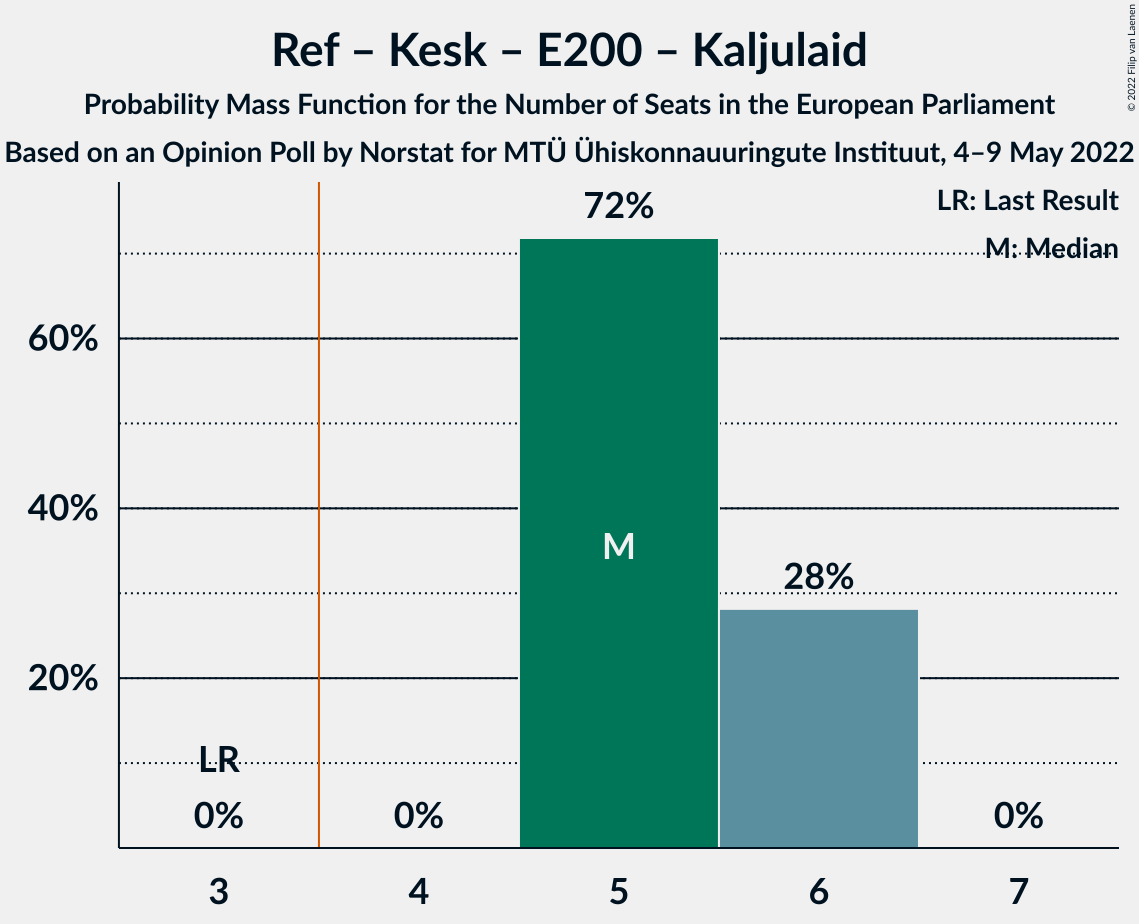 Ref – Kesk – E200 – Kaljulaid
Probability Mass Function for the Number of Seats in the European Parliament
Based on an Opinion Poll by Norstat for MTÜ Ühiskonnauuringute Instituut, 4–9 May 2022
© 2022 Filip van Laenen
LR: Last Result
M: Median
72%
60%
40%
M
28%
20%
LR
0%
0%
0%
3
4
5
6
7